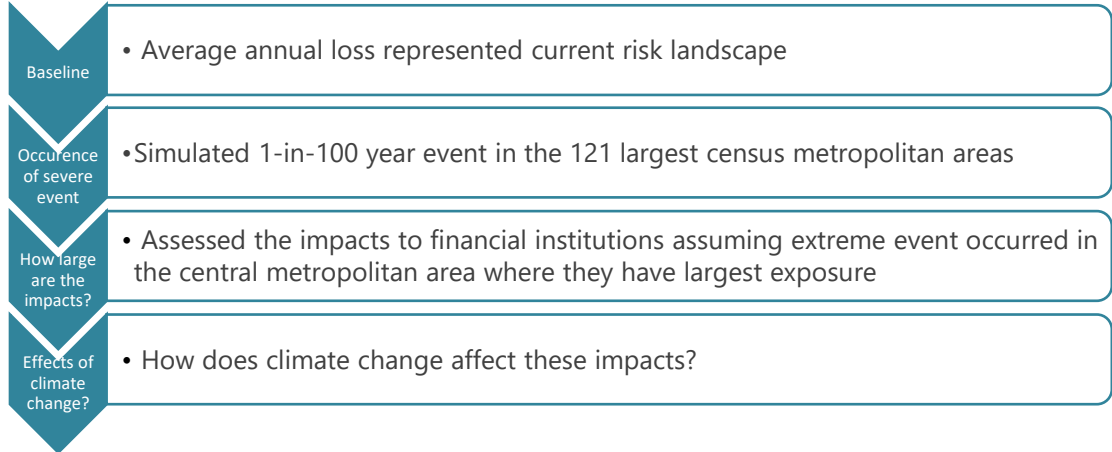 Baseline
• Average annual loss represented current risk landscape
Occurence
of severe
event
•Simulated 1-in-100 year event in the 121 largest census metropolitan areas
How large
are the
impacts?
• Assessed the impacts to financial institutions assuming extreme event occurred in
the central metropolitan area where they have largest exposure
Effects of
climate
change?
• How does climate change affect these impacts?